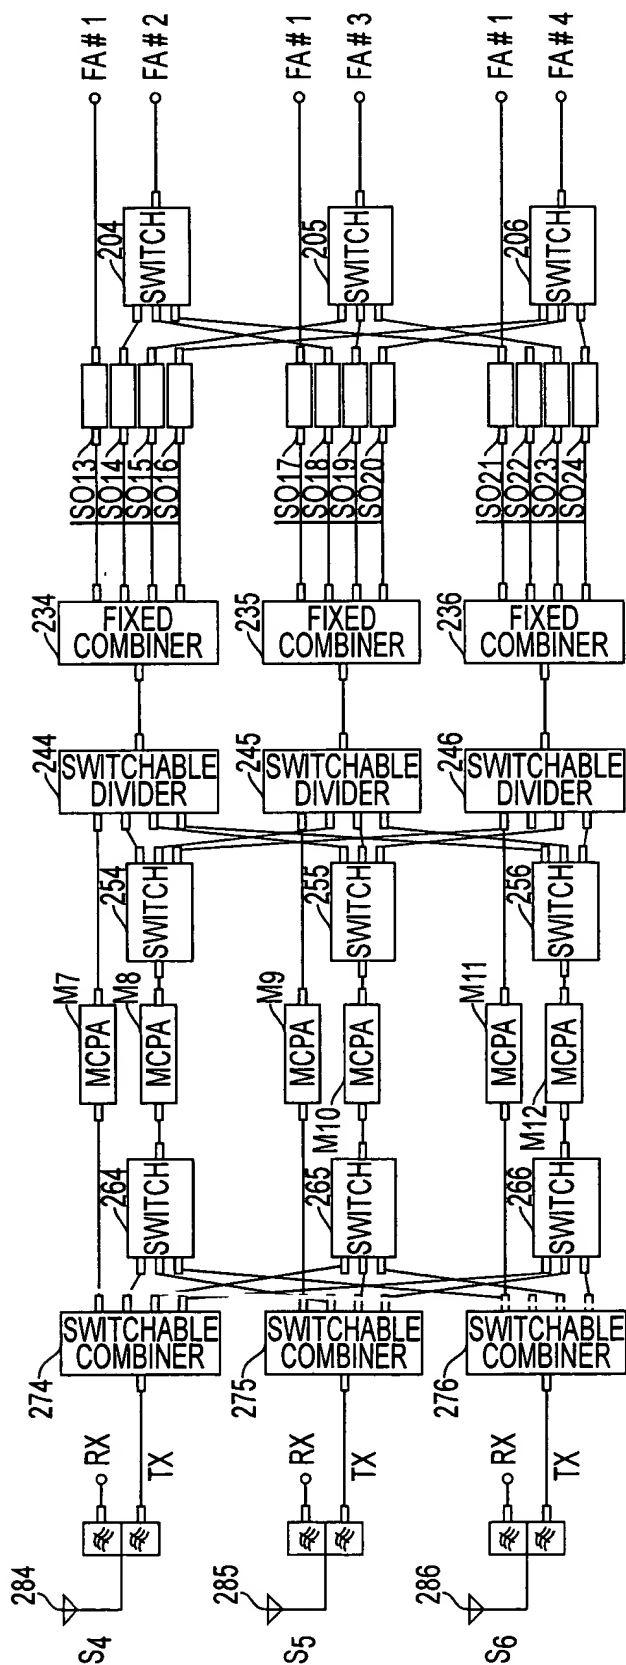 S4
284
RX
TX
274
SWITCHABLE
COMBINER
264
SWITCH
M7
MCPA
M8
MCPA
254
SWITCH
244
SWITCHABLE
DIVIDER
234
FIXED
COMBINER
ISO13
ISO14
ISO15
ISO16
204
SWITCH
FA#1
FA#2
S5
285
RX
TX
275
SWITCHABLE
COMBINER
265
SWITCH
M9
MCPA
M10
MCPA
255
SWITCH
245
SWITCHABLE
DIVIDER
235
FIXED
COMBINER
ISO17
ISO18
ISO19
ISO20
205
SWITCH
FA#1
FA#3
S6
286
RX
TX
276
SWITCHABLE
COMBINER
266
SWITCH
M11
MCPA
M12
MCPA
256
SWITCH
246
SWITCHABLE
DIVIDER
236
FIXED
COMBINER
ISO21
ISO22
ISO23
ISO24
206
SWITCH
FA#1
FA#4